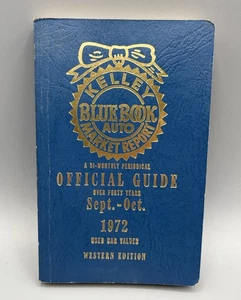 KELLEY
BLUE BOOK
AUTO
MARKET REPORT
A BI-MONTHLY PERIODICAL
OFFICIAL GUIDE
OVER FORTY YEARS
Sept.-Oct.
1972
USED CAR VALUES
WESTERN EDITION